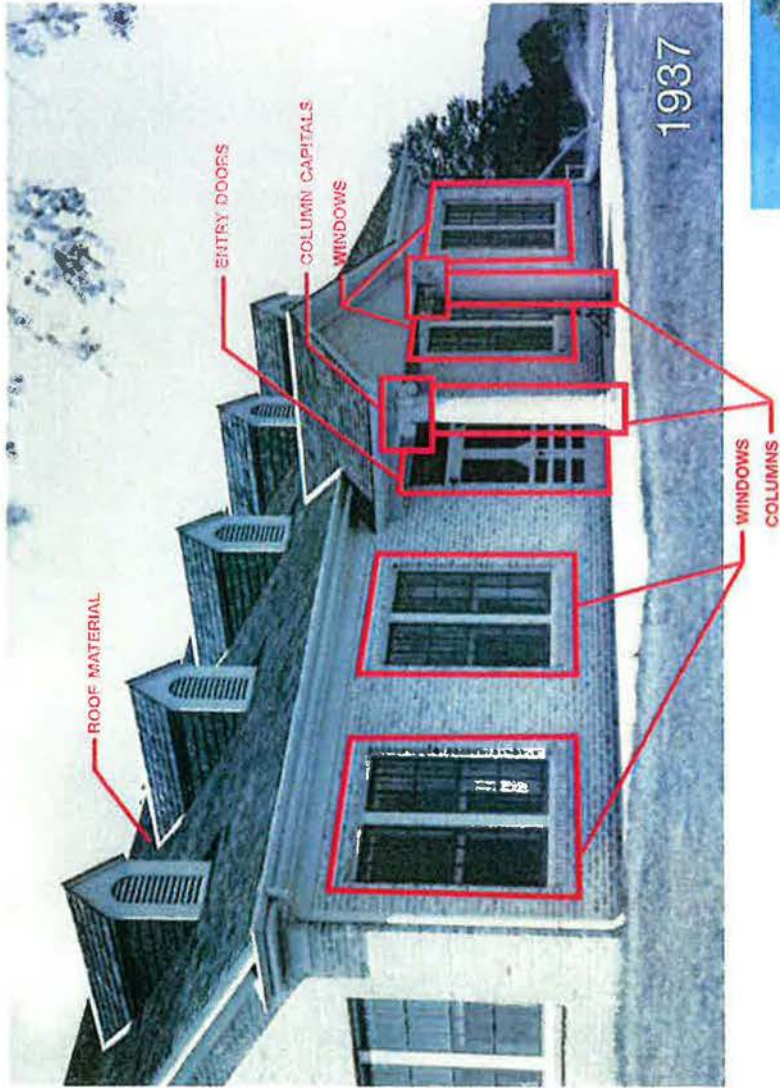 ROOF MATERIAL
ENTRY DOORS
COLUMN CAPITALS
WINDOWS
1937
WINDOWS
COLUMNS